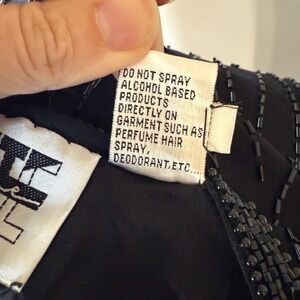 DO NOT SPRAY
ALCOHOL BASED
PRODUCTS
DIRECTLY ON
GARMENT SUCH AS
PERFUME HAIR
SPRAY,
DEODORANT,ETC...